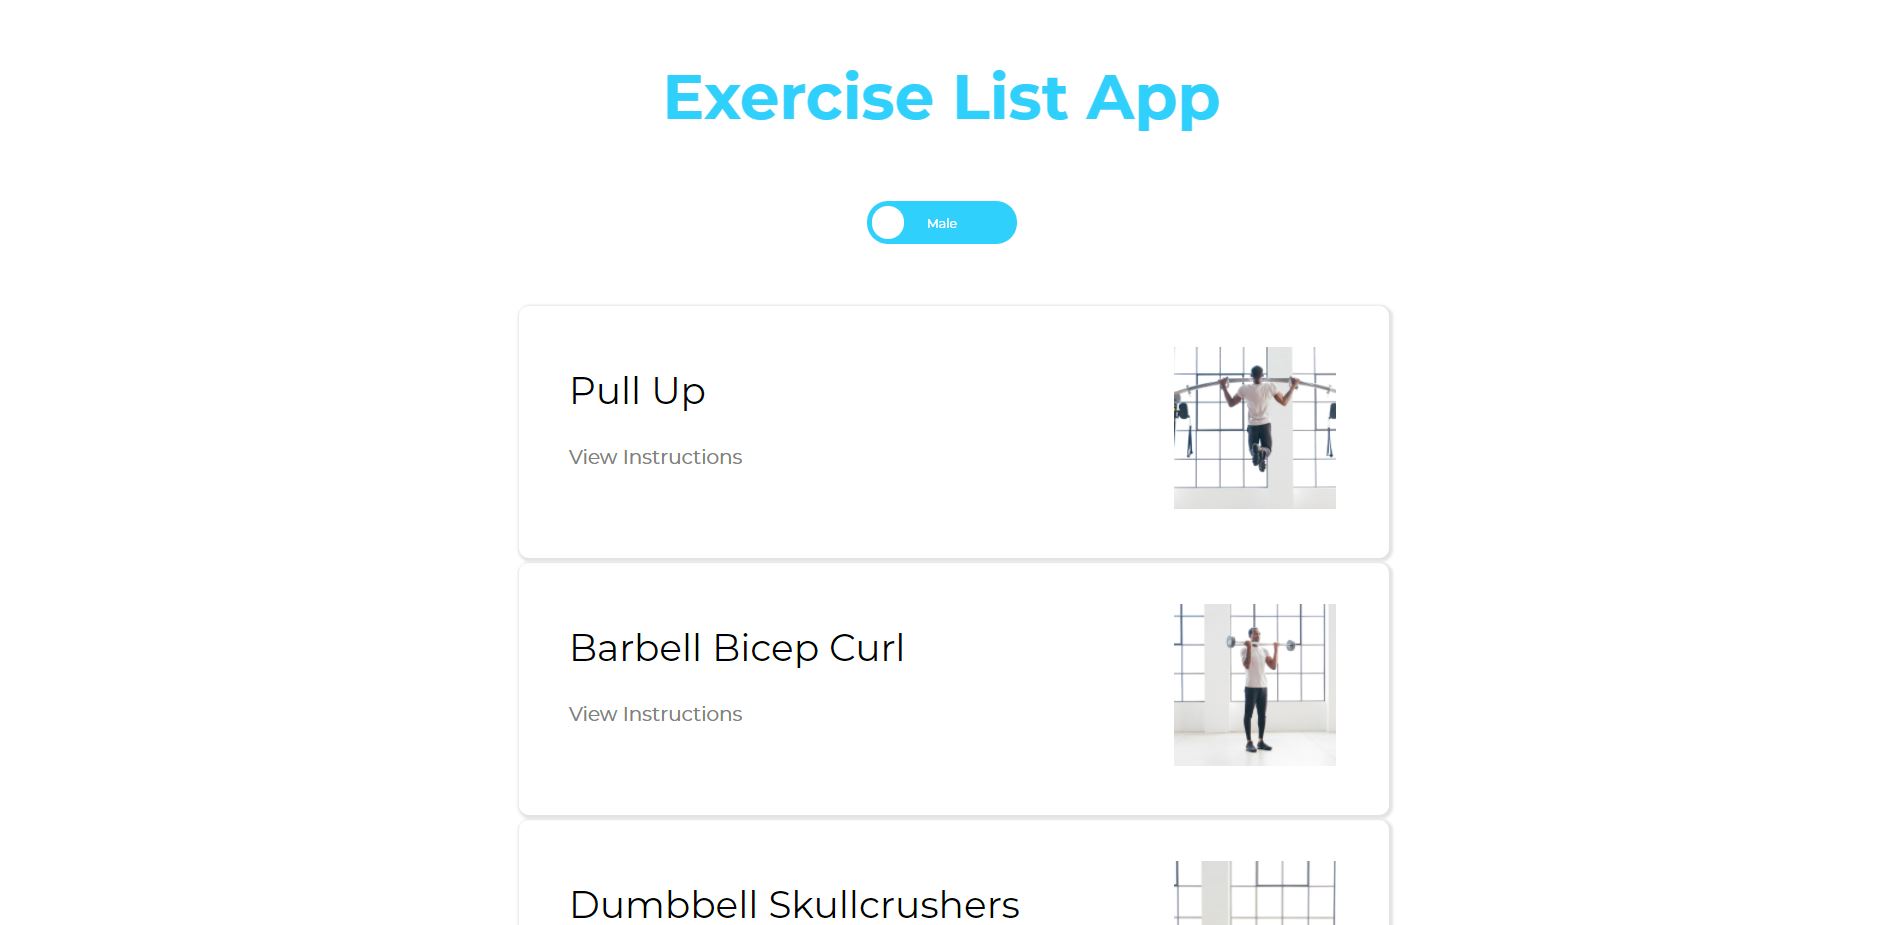 Exercise List App
Male
Pull Up
View Instructions
Barbell Bicep Curl
View Instructions
Dumbbell Skullcrushers